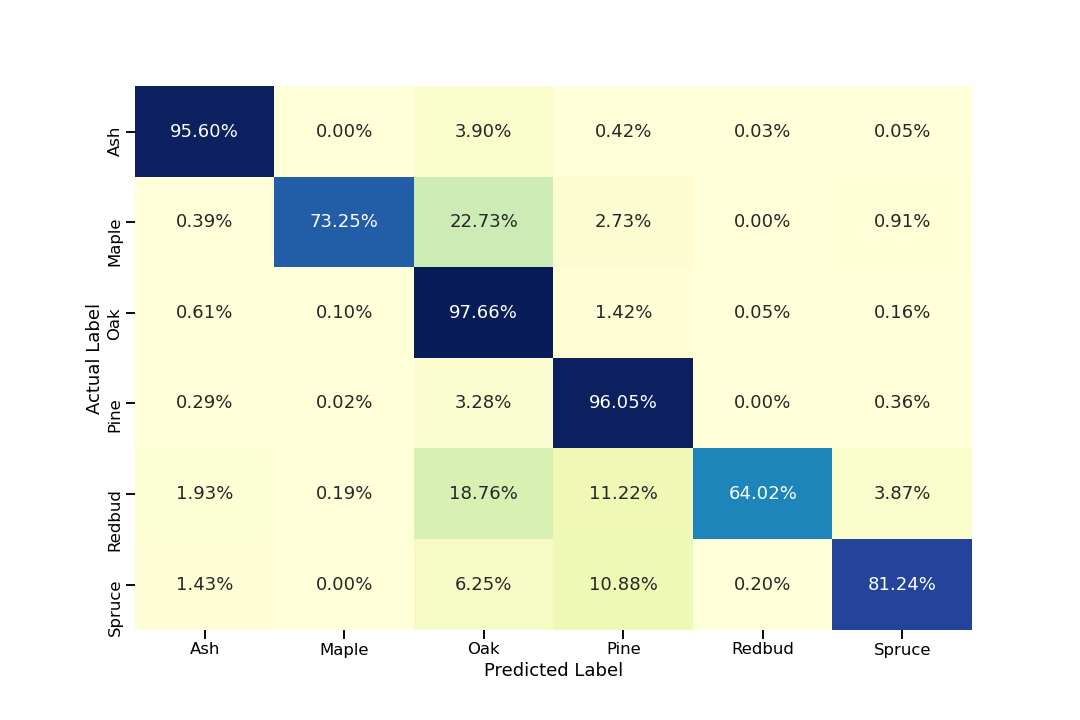 Actual Label
Ash 95.60% 0.00% 3.90% 0.42% 0.03% 0.05%
Maple 0.39% 73.25% 22.73% 2.73% 0.00% 0.91%
Oak 0.61% 0.10% 97.66% 1.42% 0.05% 0.16%
Pine 0.29% 0.02% 3.28% 96.05% 0.00% 0.36%
Redbud 1.93% 0.19% 18.76% 11.22% 64.02% 3.87%
Spruce 1.43% 0.00% 6.25% 10.88% 0.20% 81.24%
Ash Maple Oak Pine Redbud Spruce
Predicted Label